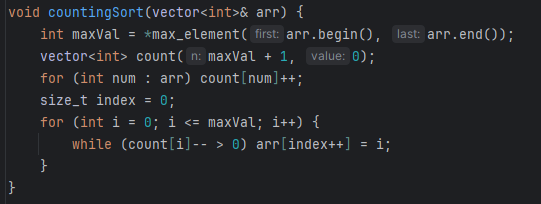 void countingSort(vector<int>& arr) {
    int maxVal = *max_element( first: arr.begin(), last: arr.end());
    vector<int> count( n: maxVal + 1, value: 0);
    for (int num : arr) count[num]++;
    size_t index = 0;
    for (int i = 0; i <= maxVal; i++) {
        while (count[i]-- > 0) arr[index++] = i;
    }
}